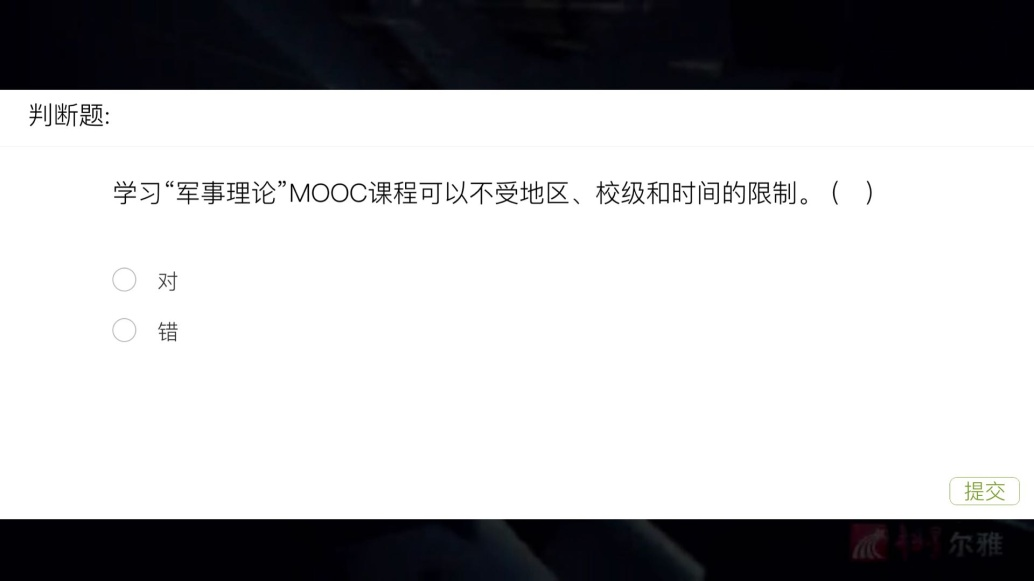 判断题:
学习“军事理论”MOOC课程可以不受地区、校级和时间的限制。（ ）
对
错
提交
尔雅